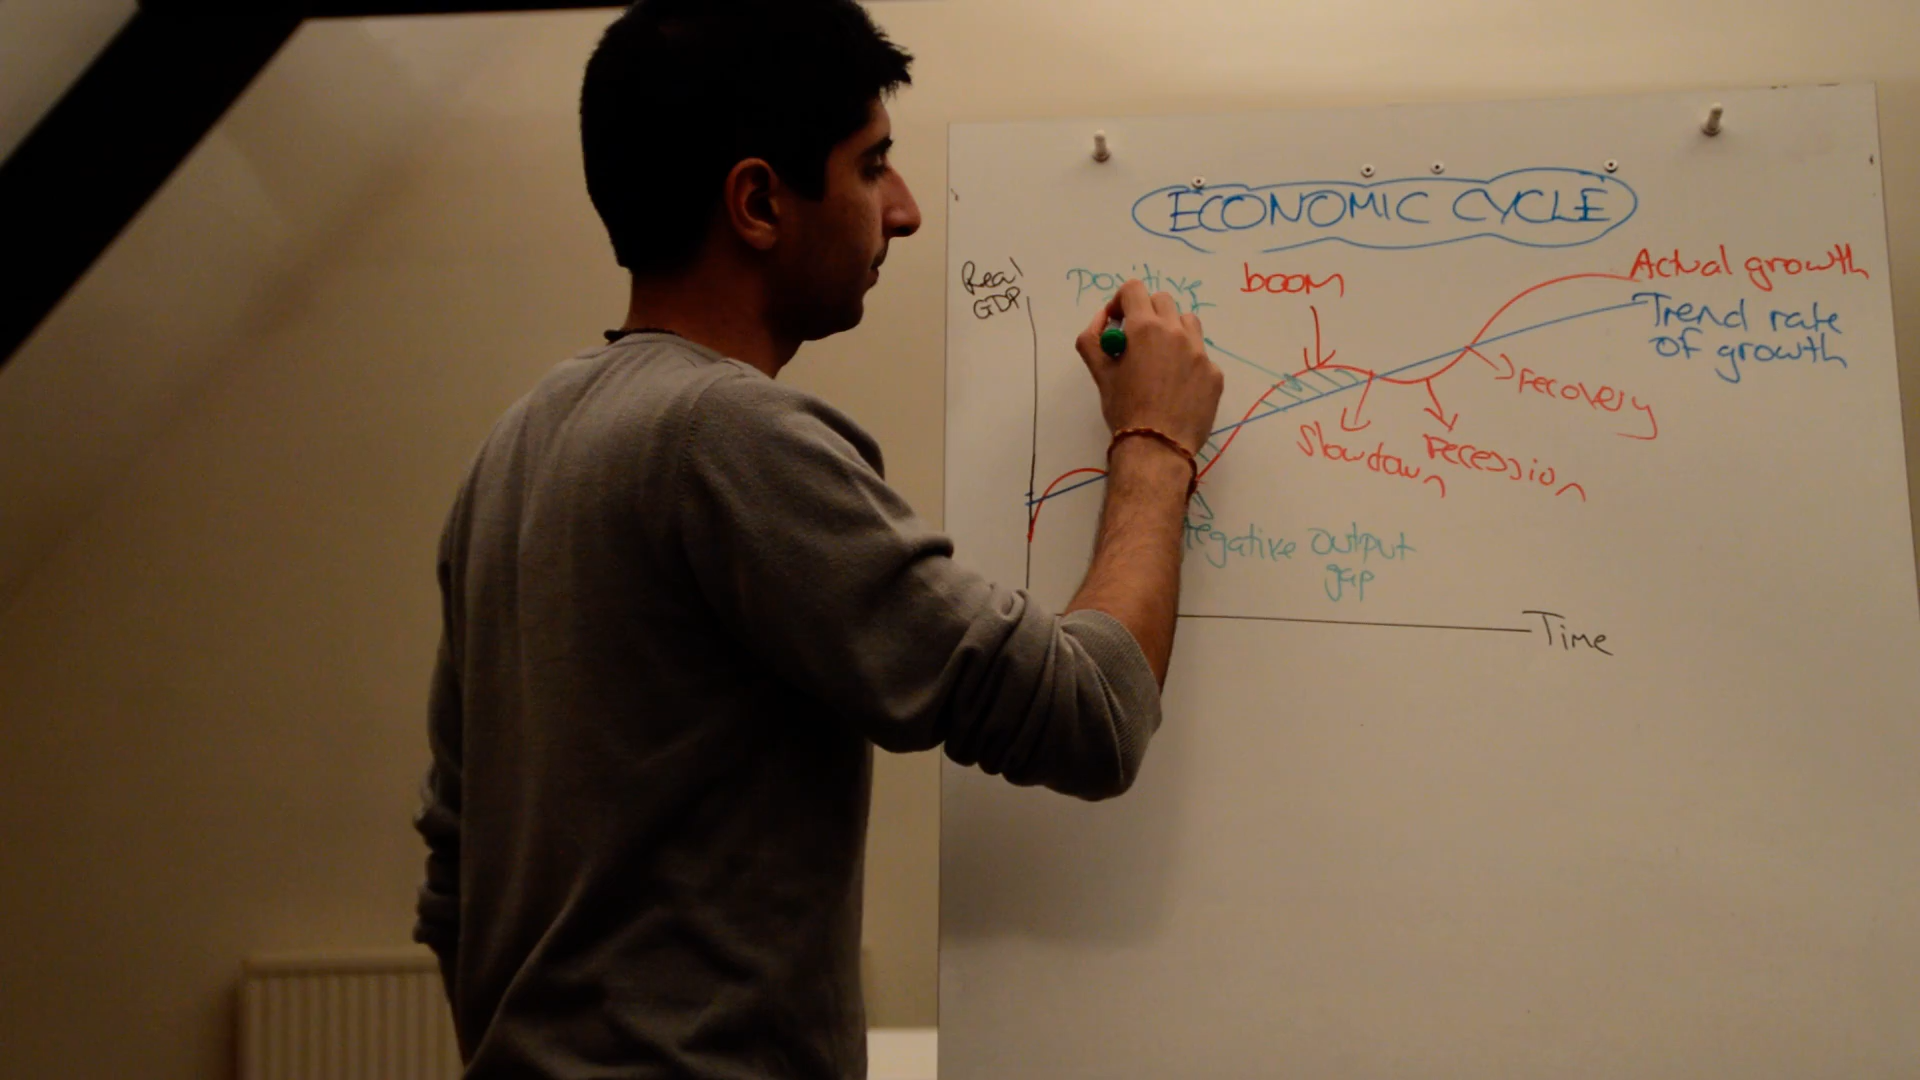 ECONOMIC CYCLE
Real
GDP
positive
boom
Actual growth
Trend rate
of growth
recovery
Slowdown
recession
negative output
gap
Time